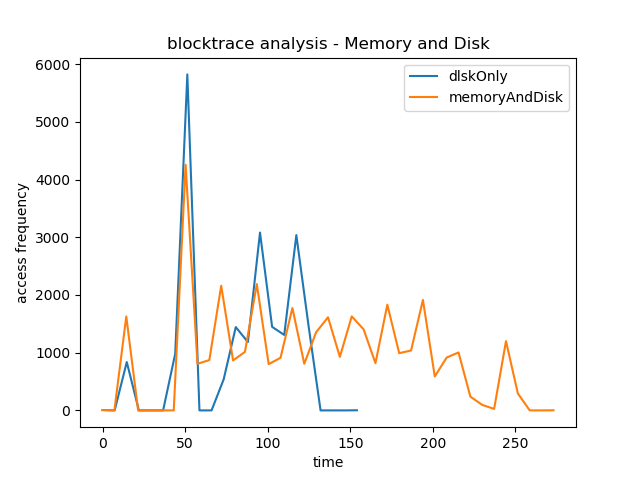 blocktrace analysis - Memory and Disk
dlskOnly
memoryAndDisk
access frequency
6000
5000
4000
3000
2000
1000
0
0 50 100 150 200 250
time